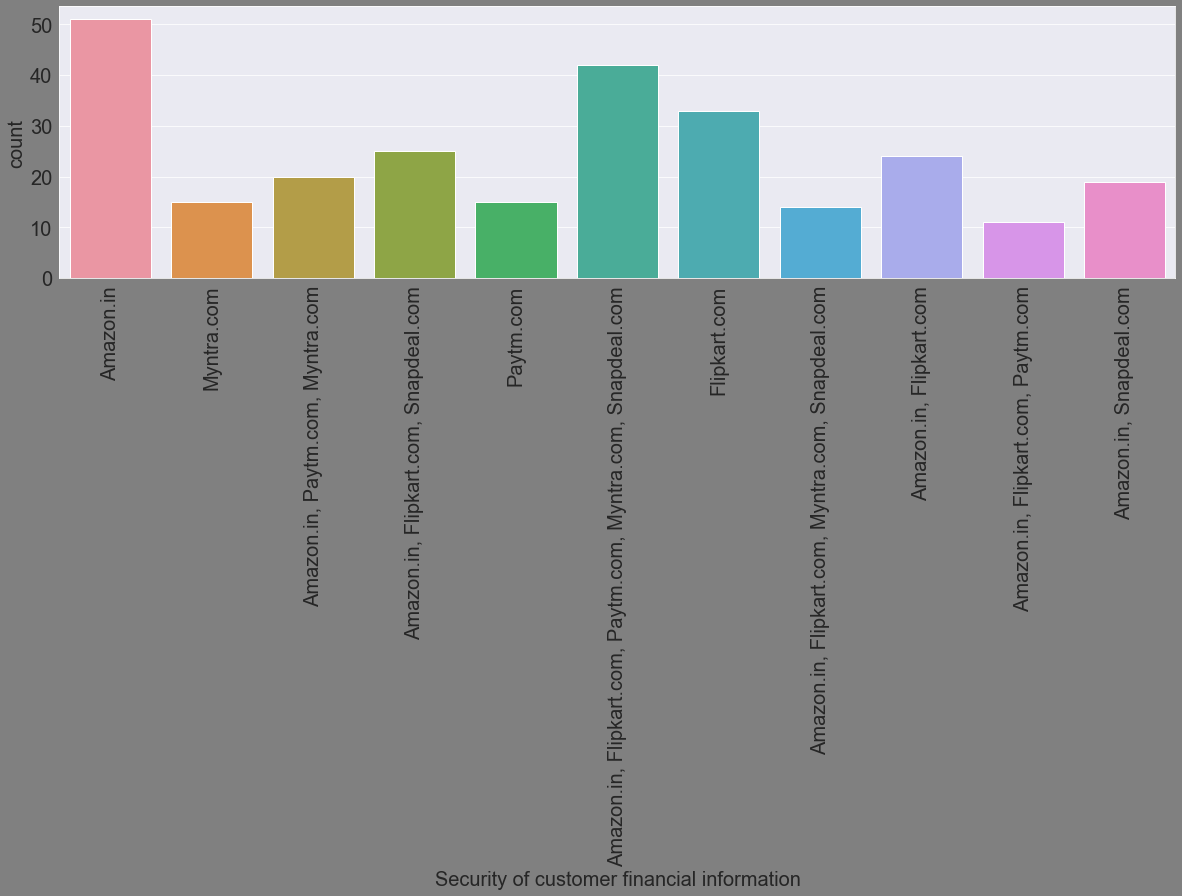 count
50
40
30
20
10
0
Amazon.in
Myntra.com
Amazon.in, Paytm.com, Myntra.com
Amazon.in, Flipkart.com, Snapdeal.com
Paytm.com
Amazon.in, Flipkart.com, Paytm.com, Myntra.com, Snapdeal.com
Flipkart.com
Amazon.in, Flipkart.com, Myntra.com, Snapdeal.com
Amazon.in, Flipkart.com
Amazon.in, Flipkart.com, Paytm.com
Amazon.in, Snapdeal.com
Security of customer financial information